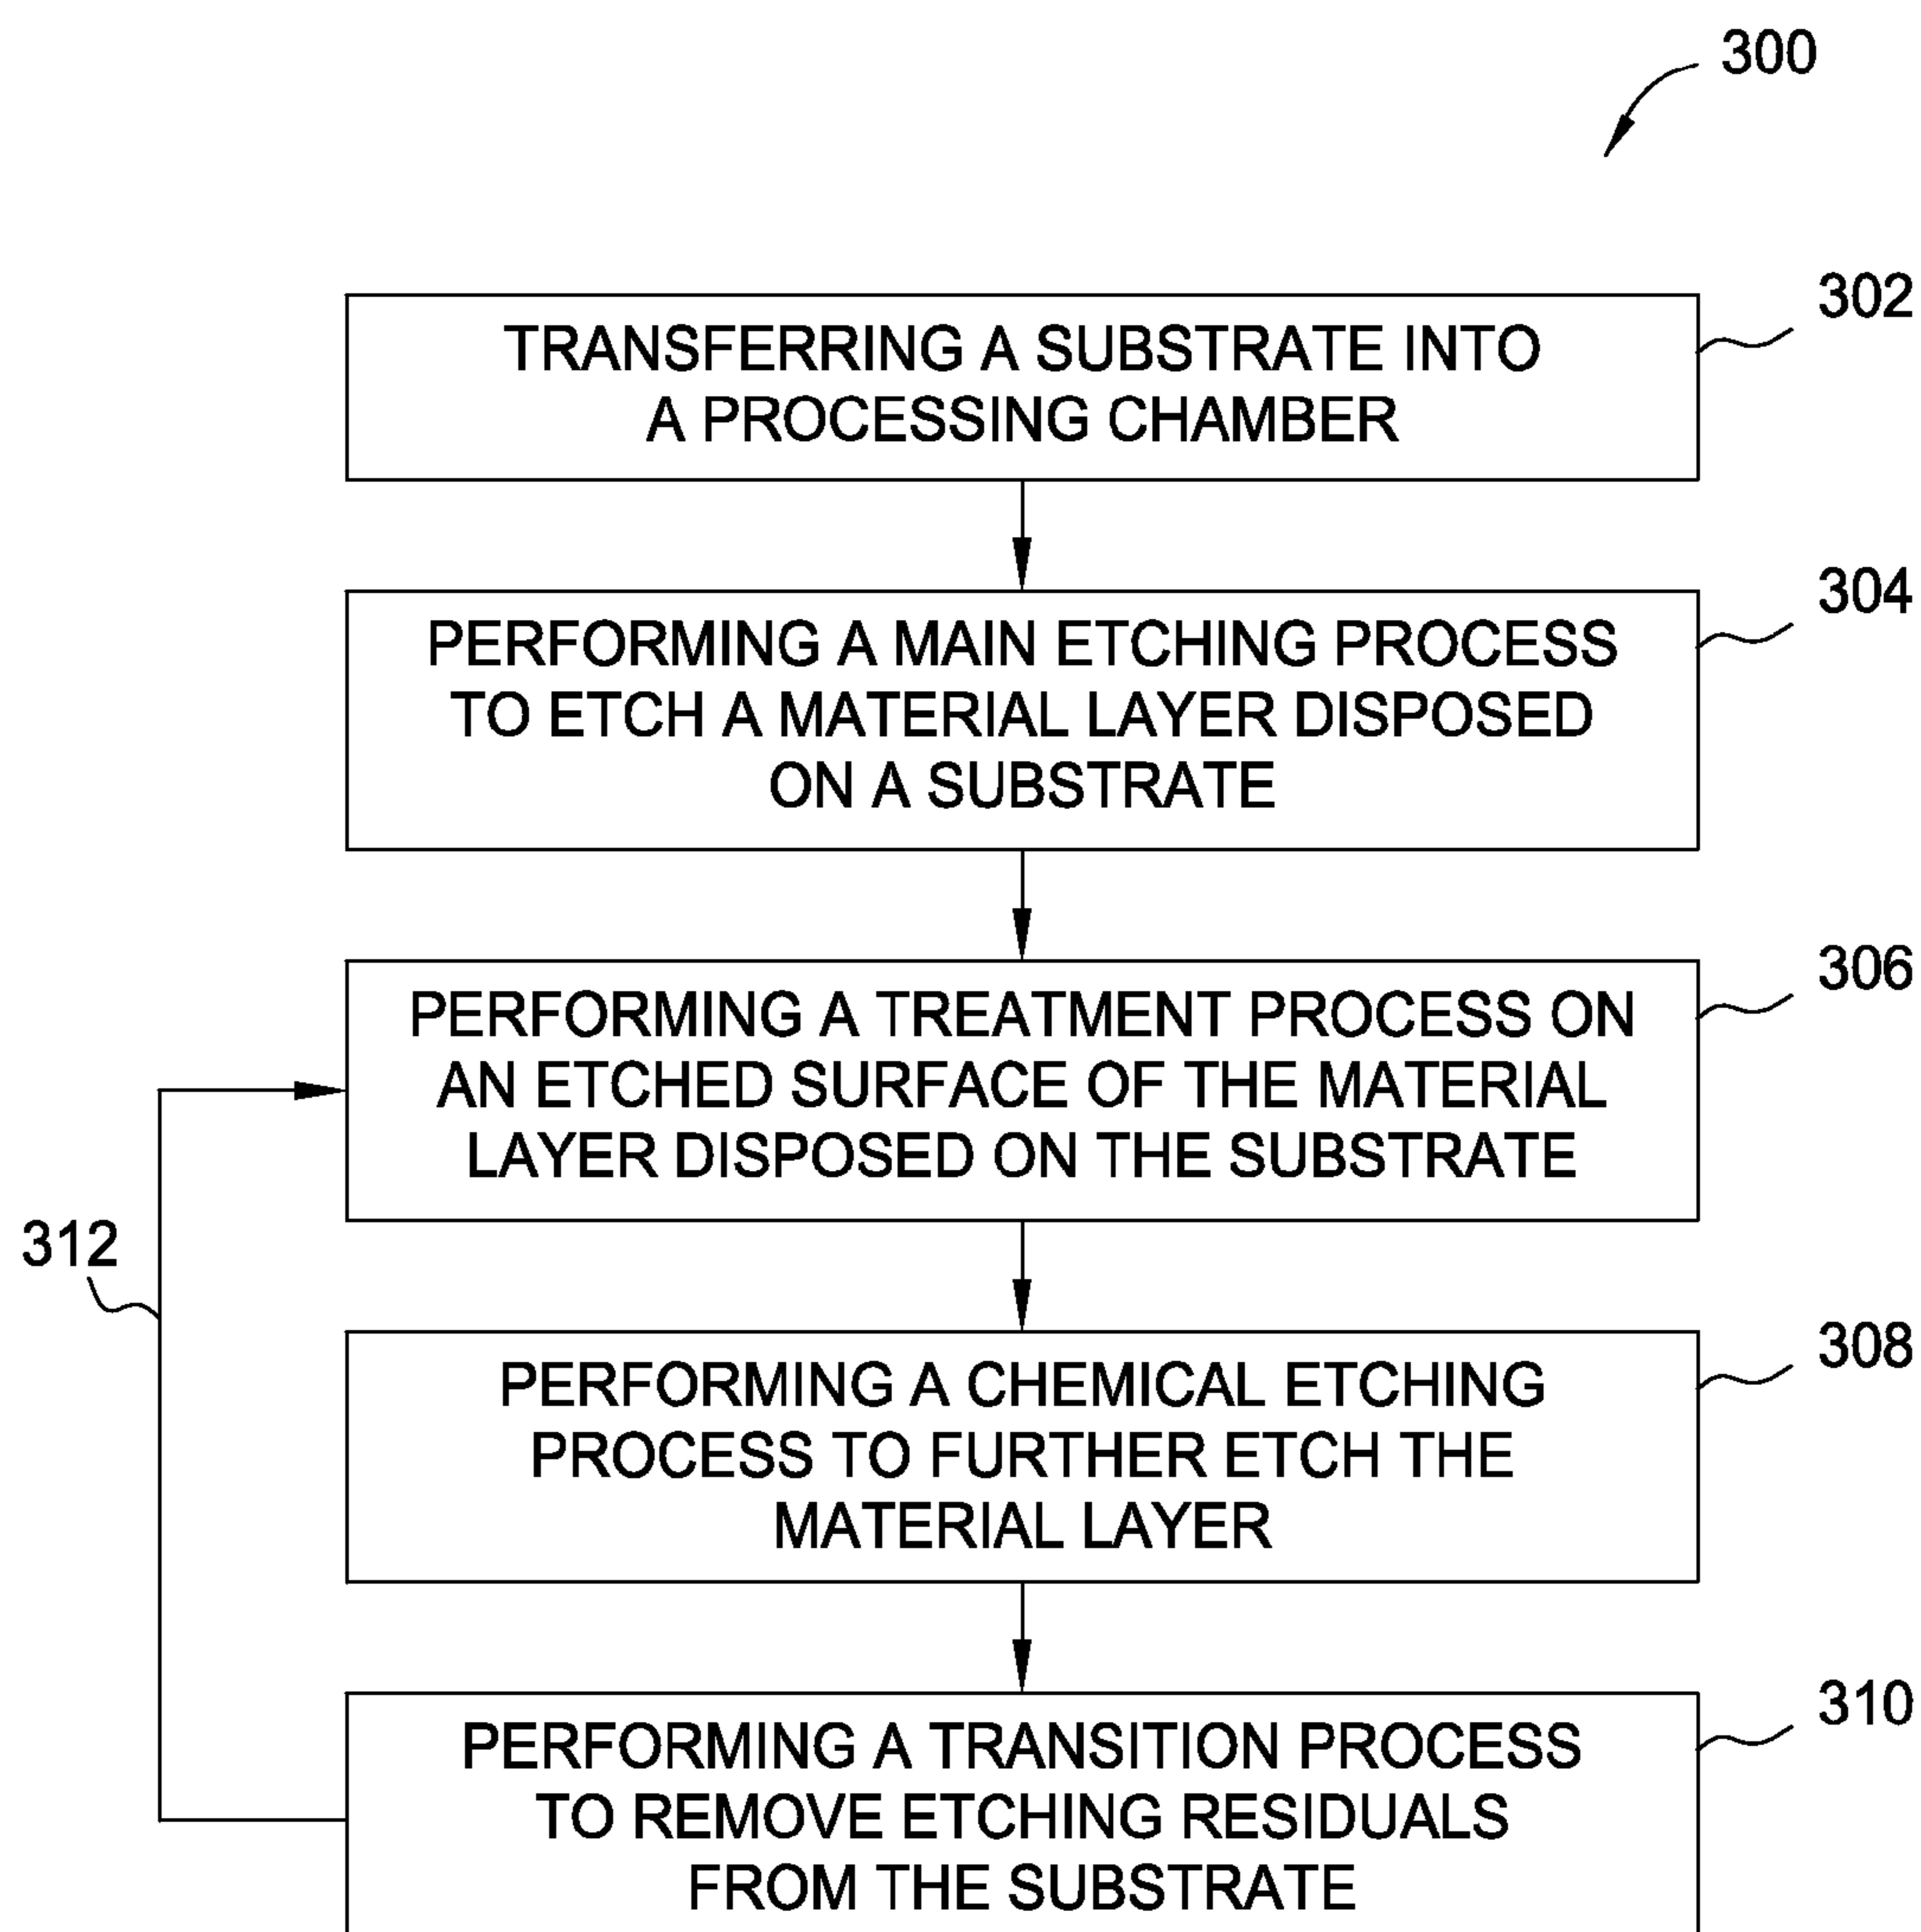 300
302
TRANSFERRING A SUBSTRATE INTO
A PROCESSING CHAMBER
304
PERFORMING A MAIN ETCHING PROCESS
TO ETCH A MATERIAL LAYER DISPOSED
ON A SUBSTRATE
306
PERFORMING A TREATMENT PROCESS ON
AN ETCHED SURFACE OF THE MATERIAL
LAYER DISPOSED ON THE SUBSTRATE
312
308
PERFORMING A CHEMICAL ETCHING
PROCESS TO FURTHER ETCH THE
MATERIAL LAYER
310
PERFORMING A TRANSITION PROCESS
TO REMOVE ETCHING RESIDUALS
FROM THE SUBSTRATE